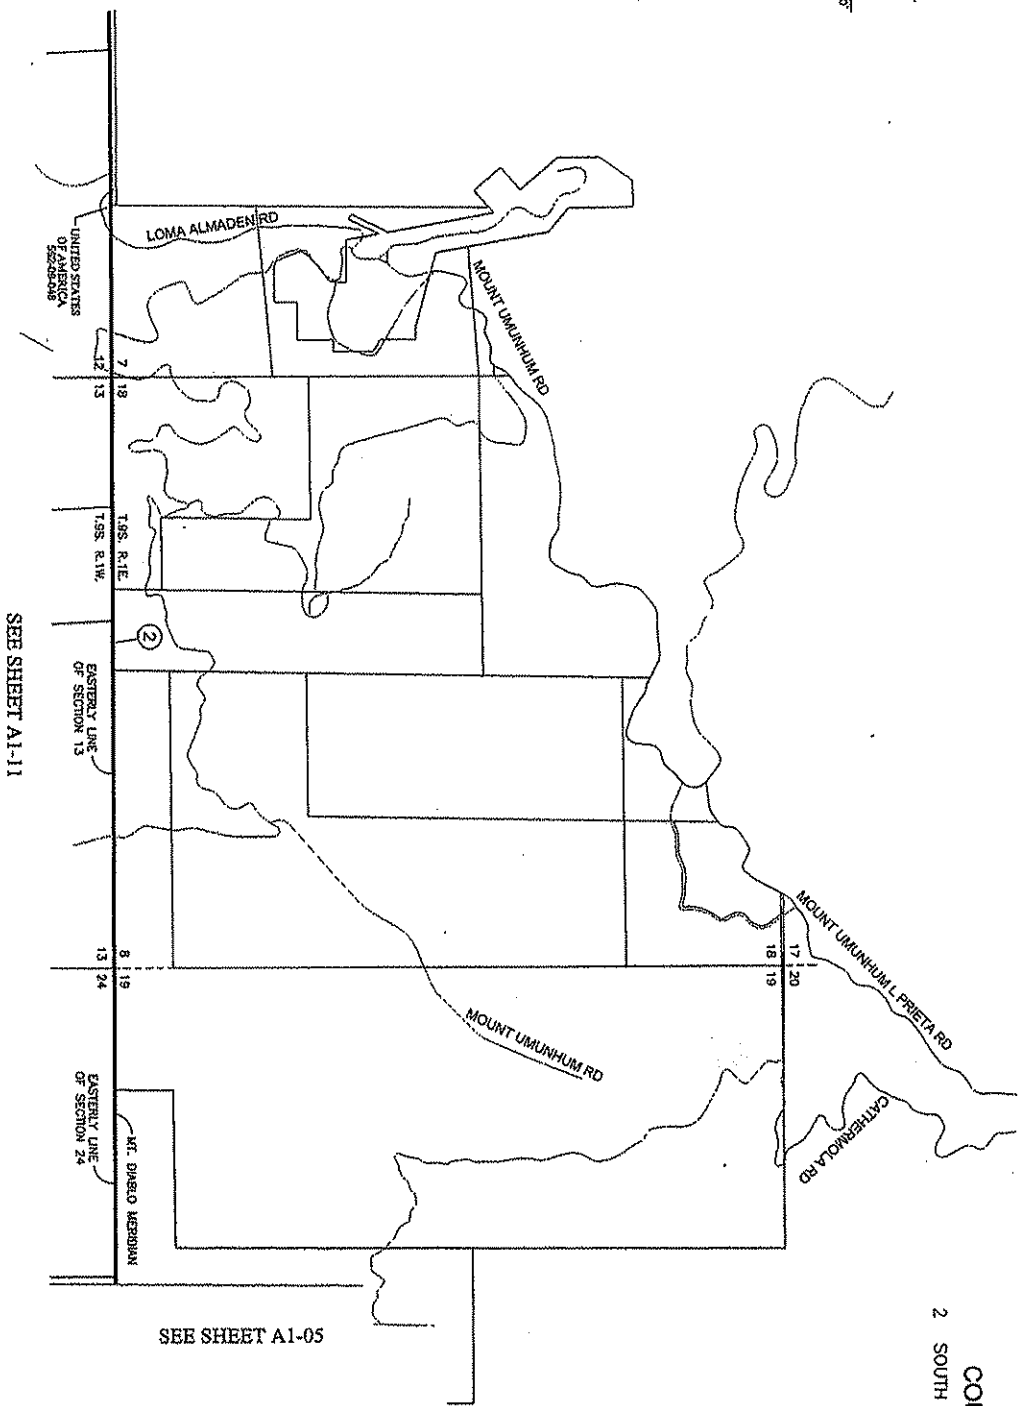 LOMA ALMADEN RD
UNITED STATES
OF AMERICA
562-09-048
MOUNT UMUNHUM RD
7 18
12 13
T.9S. R.1E.
T.9S. R.1W.
2
EASTERLY LINE
OF SECTION 13
SEE SHEET A1-11
MOUNT UMUNHUM L PRIETA RD
17 20
18 19
8 19
13 24
MOUNT UMUNHUM RD
CATHERMOLA RD
MT. DIABLO MERIDIAN
EASTERLY LINE
OF SECTION 24
SEE SHEET A1-05
2 SOUTH